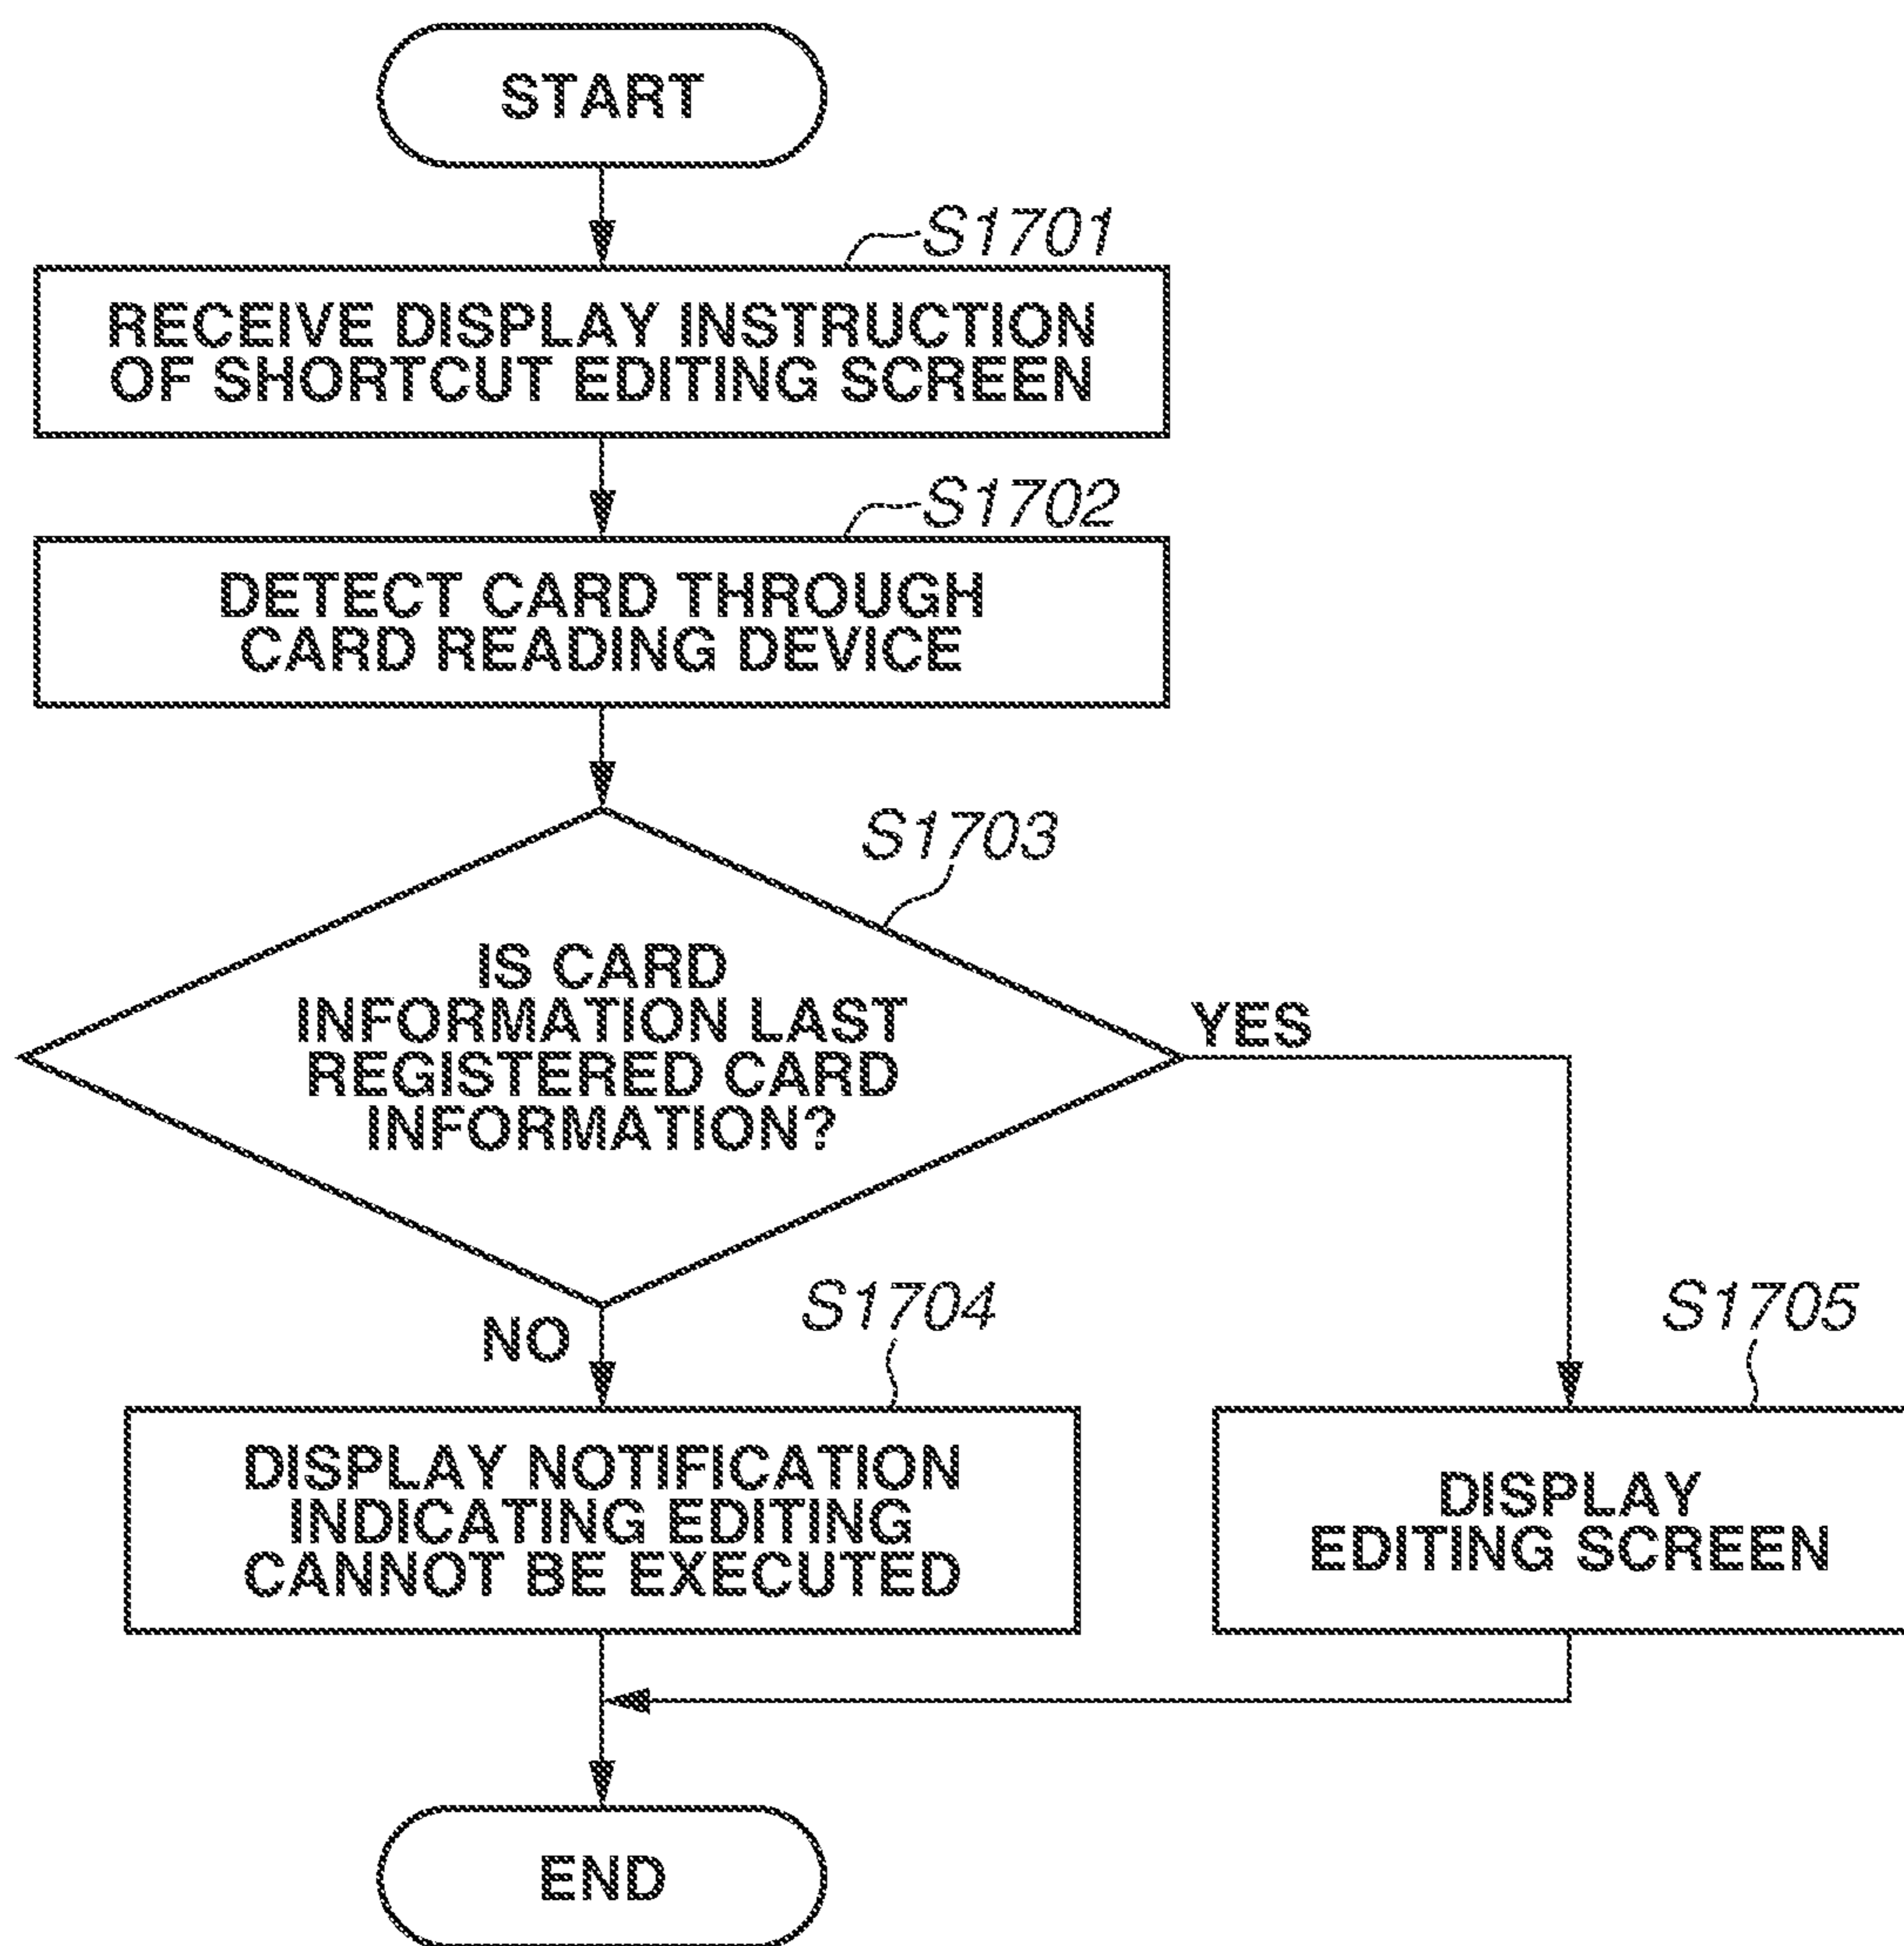 START
S1701
RECEIVE DISPLAY INSTRUCTION
OF SHORTCUT EDITING SCREEN
S1702
DETECT CARD THROUGH
CARD READING DEVICE
S1703
IS CARD
INFORMATION LAST
REGISTERED CARD
INFORMATION?
YES
NO
S1704
DISPLAY NOTIFICATION
INDICATING EDITING
CANNOT BE EXECUTED
S1705
DISPLAY
EDITING SCREEN
END